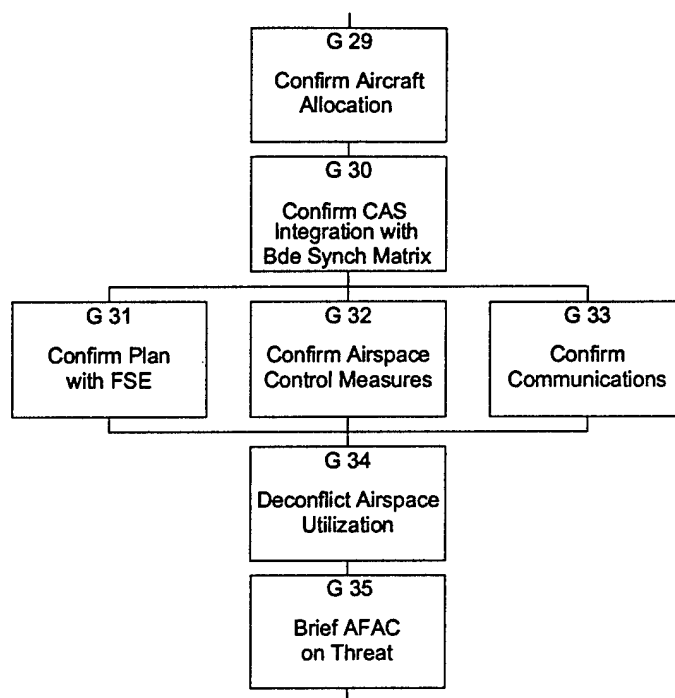 G 29
Confirm Aircraft
Allocation
G 30
Confirm CAS
Integration with
Bde Synch Matrix
G 31
Confirm Plan
with FSE
G 32
Confirm Airspace
Control Measures
G 33
Confirm
Communications
G 34
Deconflict Airspace
Utilization
G 35
Brief AFAC
on Threat